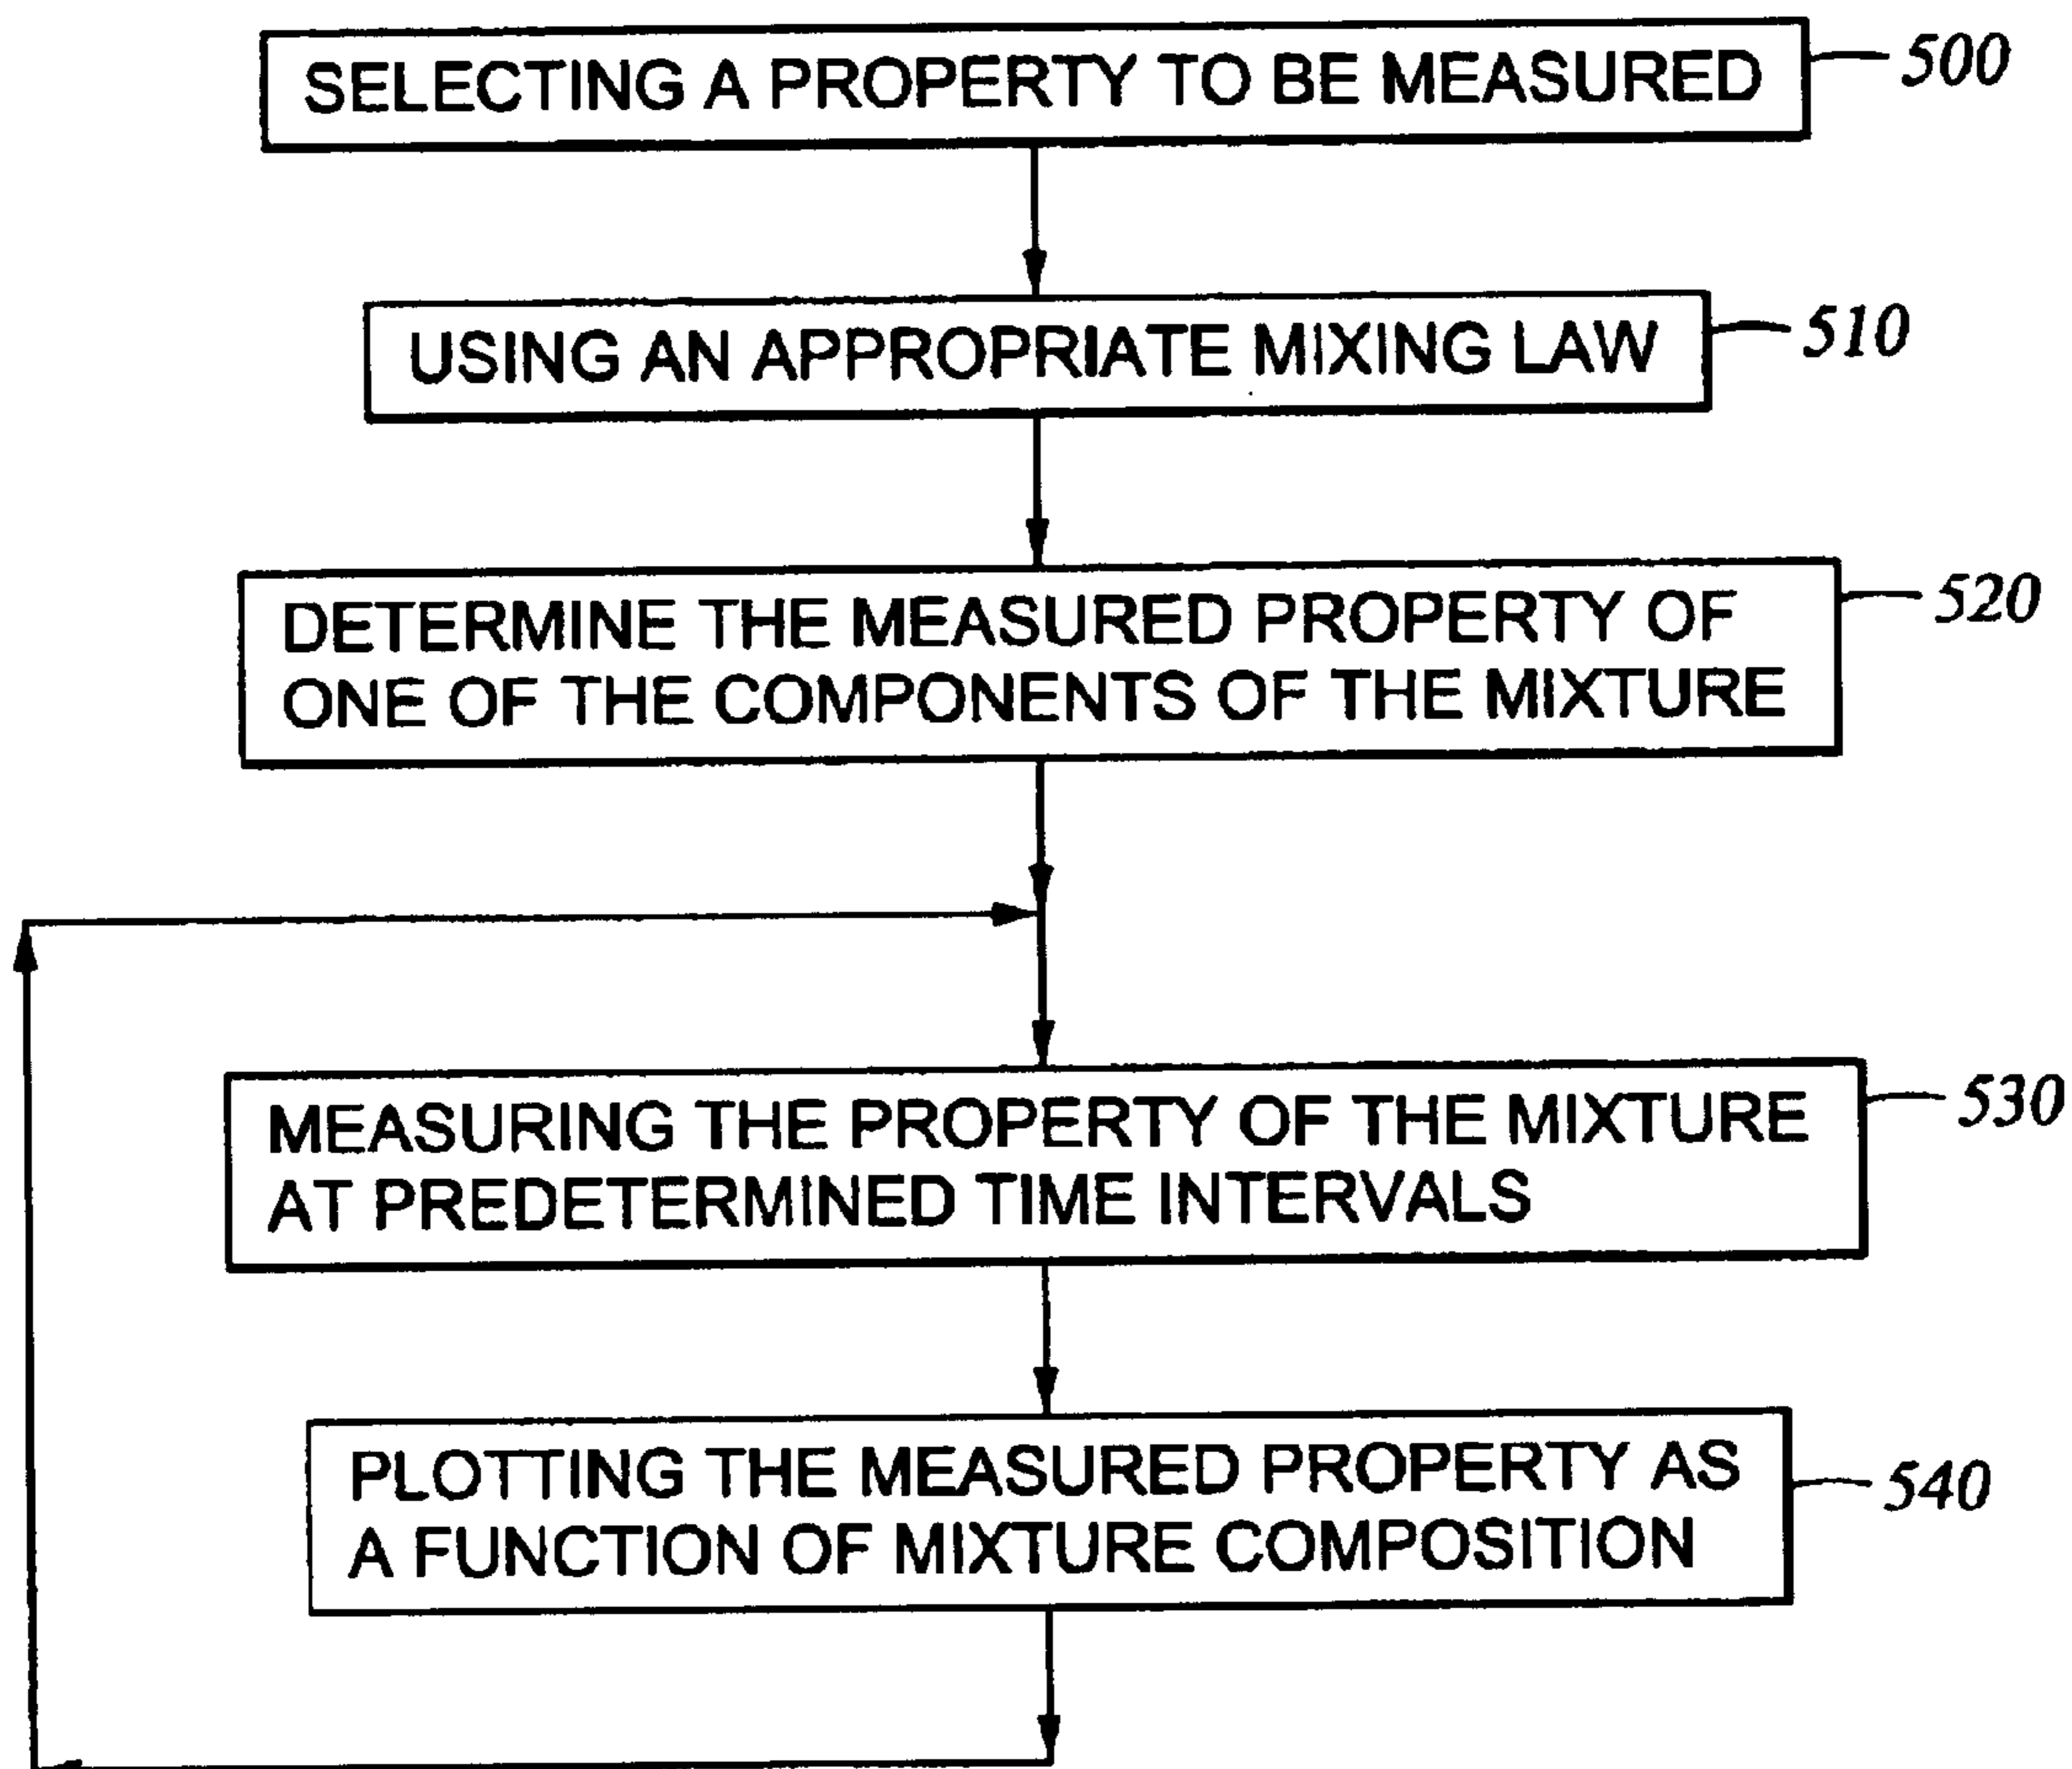 SELECTING A PROPERTY TO BE MEASURED
500
USING AN APPROPRIATE MIXING LAW
510
DETERMINE THE MEASURED PROPERTY OF
ONE OF THE COMPONENTS OF THE MIXTURE
520
MEASURING THE PROPERTY OF THE MIXTURE
AT PREDETERMINED TIME INTERVALS
530
PLOTTING THE MEASURED PROPERTY AS
A FUNCTION OF MIXTURE COMPOSITION
540